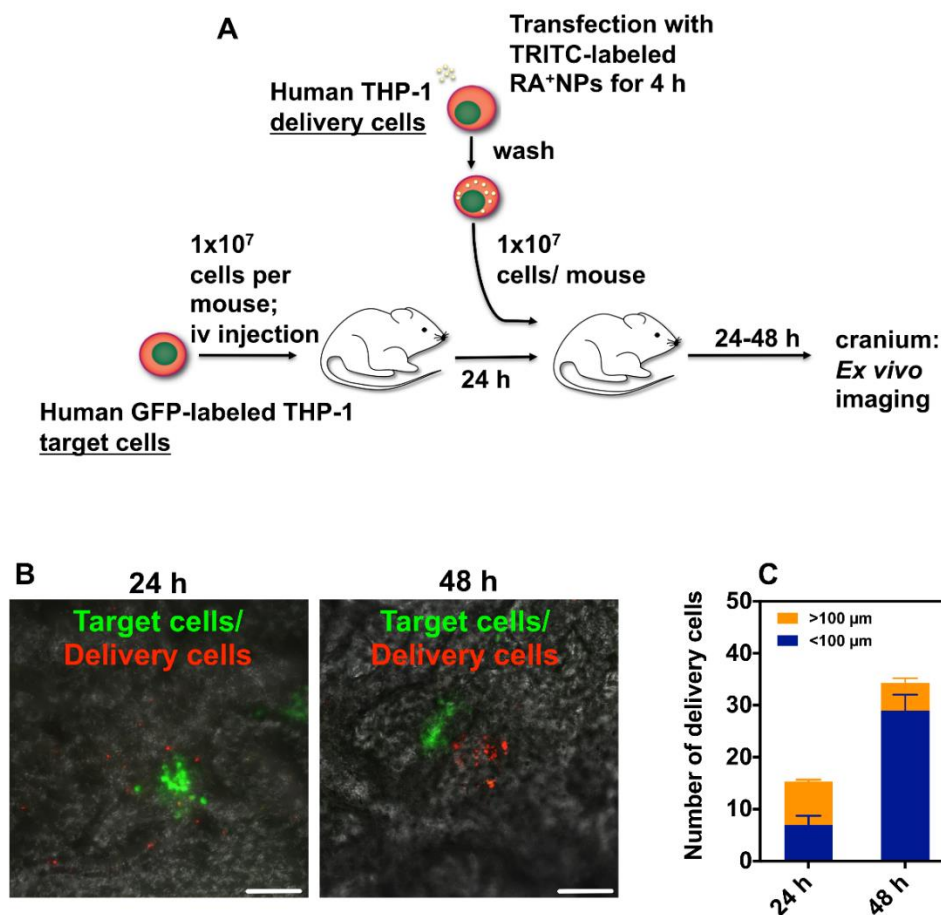 A
Transfection with
TRITC-labeled
RA⁺NPs for 4 h
Human THP-1
delivery cells
wash
1x10⁷
cells per
mouse;
iv injection
1x10⁷
cells/ mouse
24 h
24-48 h
cranium:
Ex vivo
imaging
Human GFP-labeled THP-1
target cells
B
24 h
48 h
Target cells/
Delivery cells
Target cells/
Delivery cells
C
Number of delivery cells
50
40
30
20
10
0
>100 µm
<100 µm
24 h
48 h